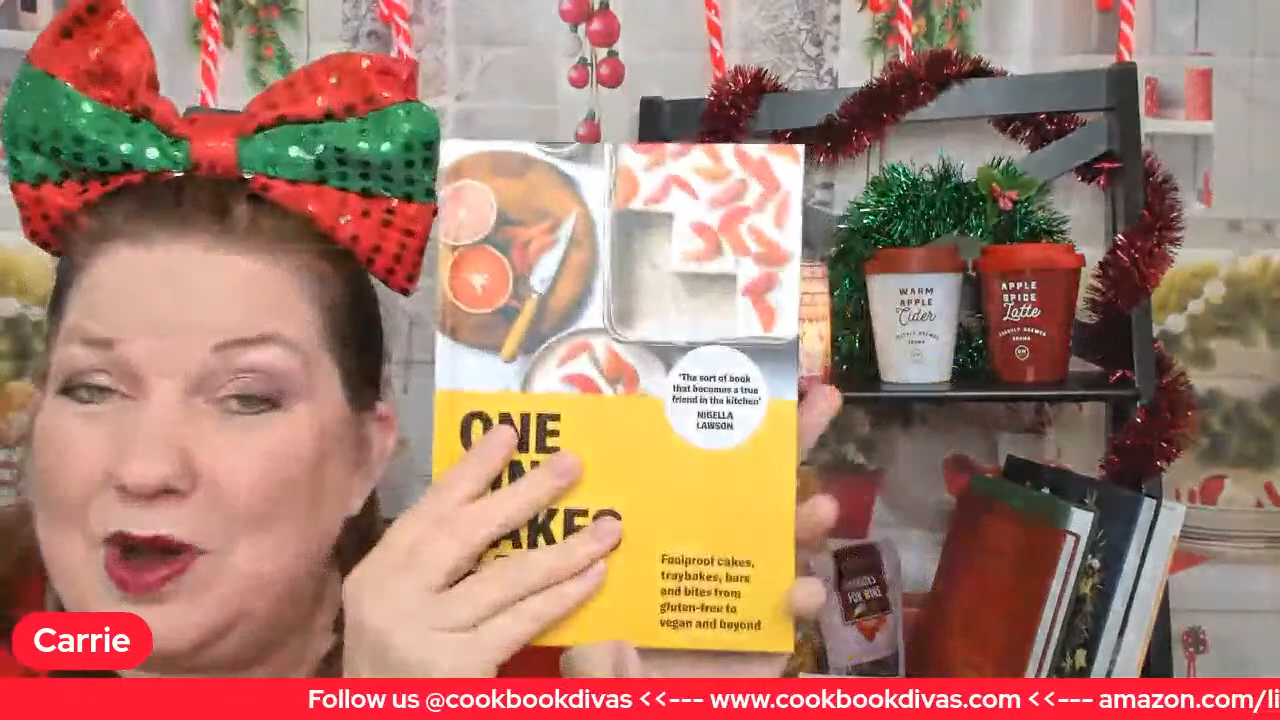 'The sort of book
that becomes a true
friend in the kitchen'
NIGELLA
LAWSON
ONE
Foolproof cakes,
traybakes, bars
and bites from
gluten-free to
vegan and beyond
WARM
APPLE
Cider
APPLE
SPICE
Latte
FRESHLY BREWED
Carrie
Follow us @cookbookdivas <<--- www.cookbookdivas.com <<--- amazon.com/li